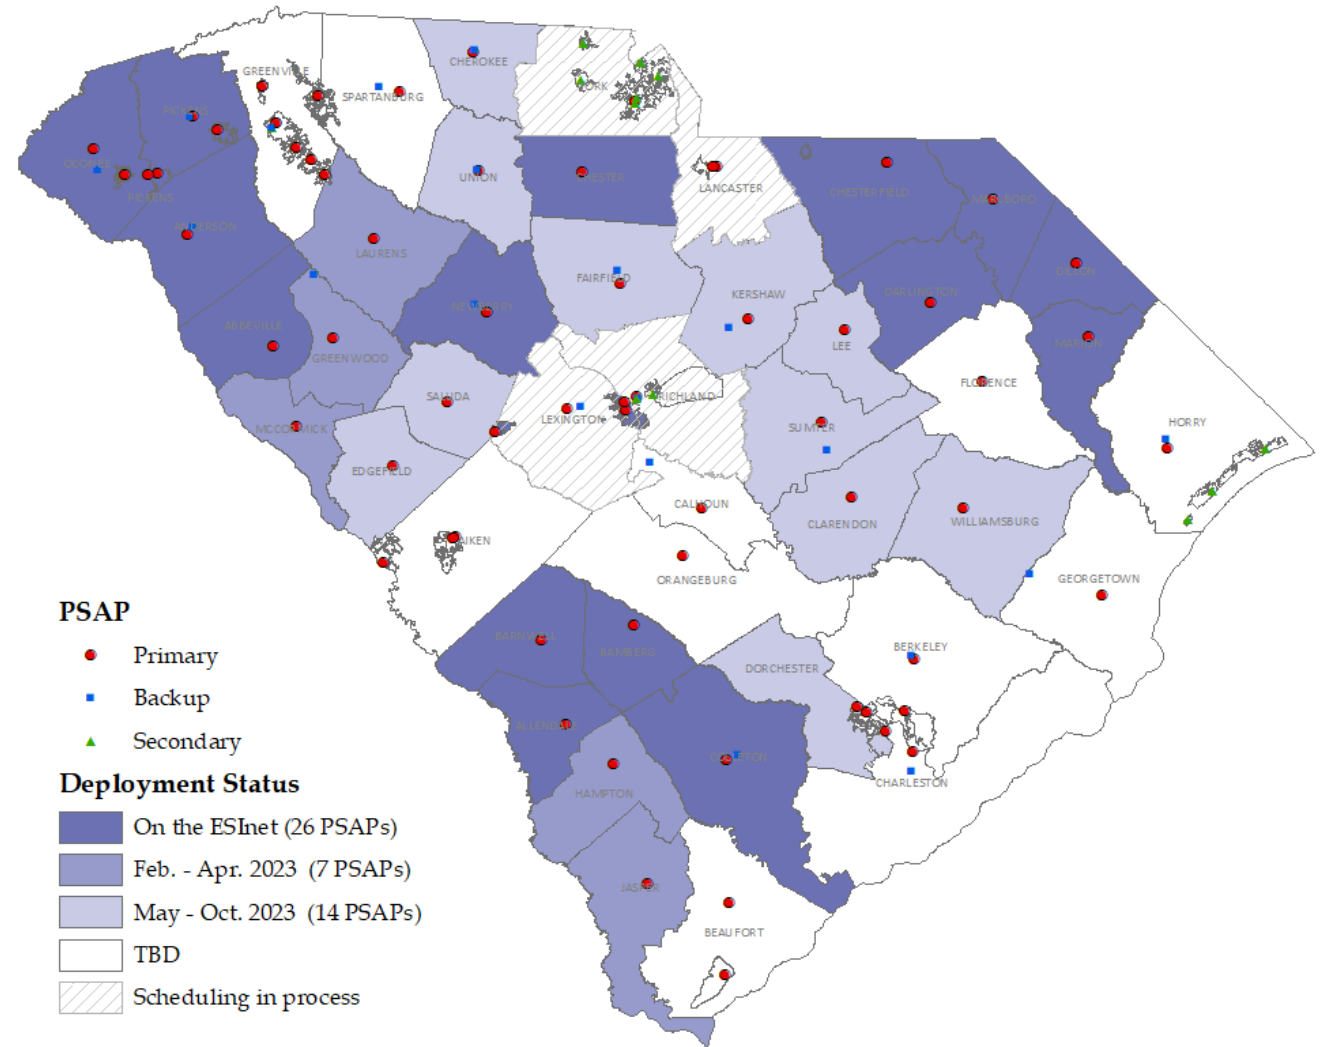 GREENVILLE
SPARTANBURG
CHEROKEE
YORK
PICKENS
OCONEE
PICKENS
UNION
CHESTER
LANCASTER
CHESTERFIELD
MARLBORO
ANDERSON
LAURENS
FAIRFIELD
KERSHAW
DILLON
DARLINGTON
NEWBERRY
ABBEVILLE
GREENWOOD
LEE
MARION
FLORENCE
SALUDA
RICHLAND
LEXINGTON
SUMTER
HORRY
MCCORMICK
EDGEFIELD
CALHOUN
CLARENDON
WILLIAMSBURG
AIKEN
ORANGEBURG
GEORGETOWN
BARNWELL
BAMBERG
BERKELEY
DORCHESTER
ALLENDALE
COLLETON
CHARLESTON
HAMPTON
JASPER
BEAUFORT
PSAP
Primary
Backup
Secondary
Deployment Status
On the ESInet (26 PSAPs)
Feb. - Apr. 2023 (7 PSAPs)
May - Oct. 2023 (14 PSAPs)
TBD
Scheduling in process